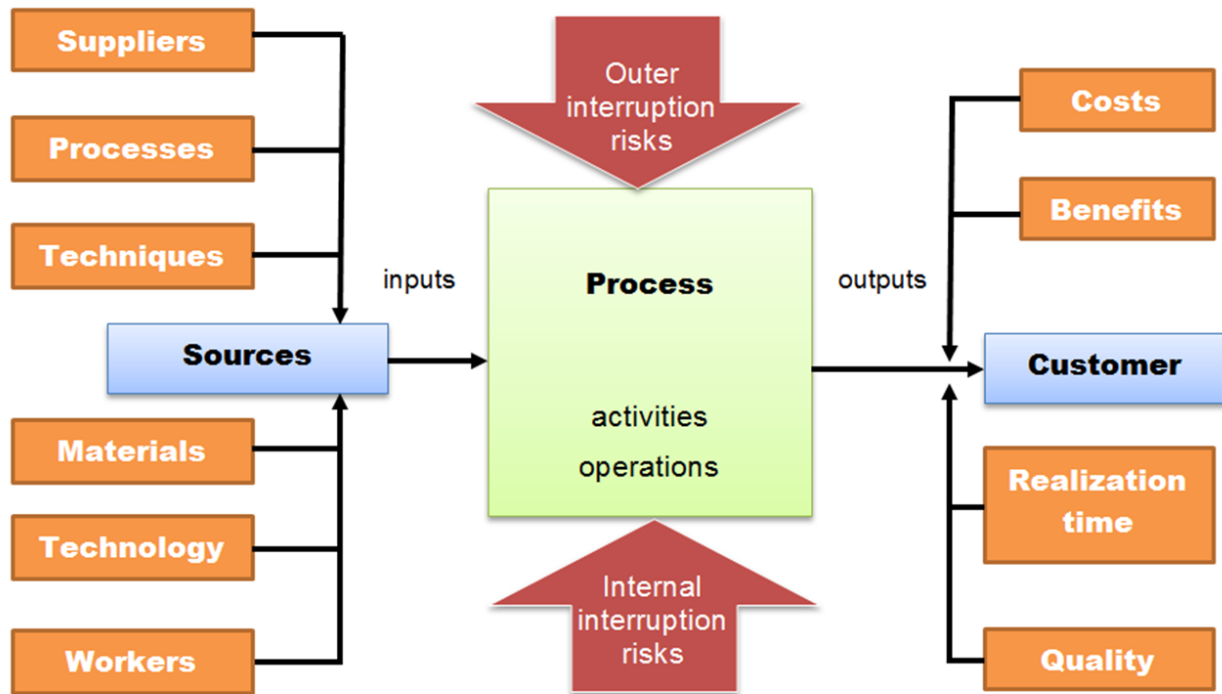 Suppliers
Processes
Techniques
Sources
Materials
Technology
Workers
inputs
Outer
interruption
risks
Process
activities
operations
Internal
interruption
risks
outputs
Costs
Benefits
Customer
Realization
time
Quality